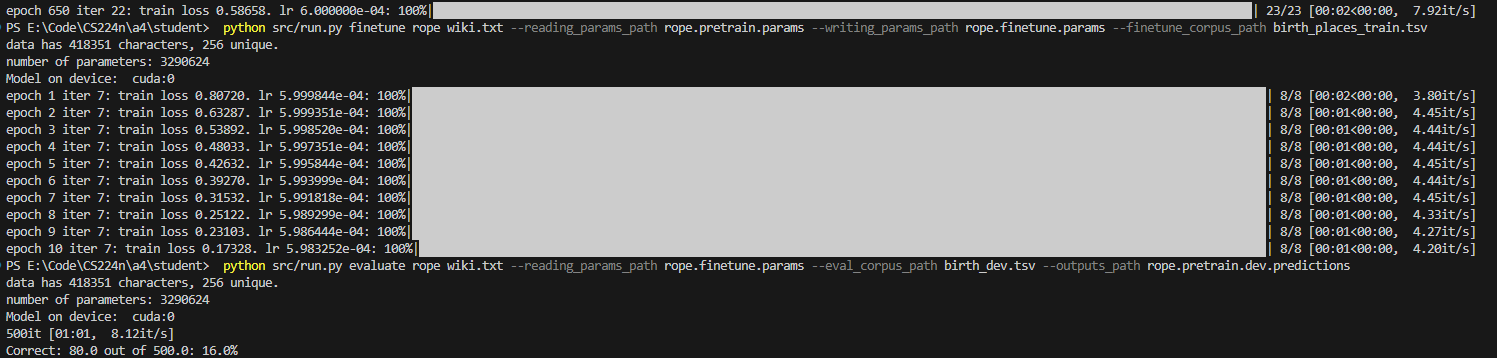 epoch 650 iter 22: train loss 0.58658. lr 6.000000e-04: 100%| | 23/23 [00:02<00:00, 7.92it/s]
PS E:\Code\CS224n\a4\student> python src/run.py finetune rope wiki.txt --reading_params_path rope.pretrain.params --writing_params_path rope.finetune.params --finetune_corpus_path birth_places_train.tsv
data has 418351 characters, 256 unique.
number of parameters: 3290624
Model on device: cuda:0
epoch 1 iter 7: train loss 0.80720. lr 5.999844e-04: 100%| | 8/8 [00:02<00:00, 3.80it/s]
epoch 2 iter 7: train loss 0.63287. lr 5.999351e-04: 100%| | 8/8 [00:01<00:00, 4.45it/s]
epoch 3 iter 7: train loss 0.53892. lr 5.998520e-04: 100%| | 8/8 [00:01<00:00, 4.44it/s]
epoch 4 iter 7: train loss 0.48033. lr 5.997351e-04: 100%| | 8/8 [00:01<00:00, 4.44it/s]
epoch 5 iter 7: train loss 0.42632. lr 5.995844e-04: 100%| | 8/8 [00:01<00:00, 4.45it/s]
epoch 6 iter 7: train loss 0.39270. lr 5.993999e-04: 100%| | 8/8 [00:01<00:00, 4.44it/s]
epoch 7 iter 7: train loss 0.31532. lr 5.991818e-04: 100%| | 8/8 [00:01<00:00, 4.45it/s]
epoch 8 iter 7: train loss 0.25122. lr 5.989299e-04: 100%| | 8/8 [00:01<00:00, 4.33it/s]
epoch 9 iter 7: train loss 0.23103. lr 5.986444e-04: 100%| | 8/8 [00:01<00:00, 4.27it/s]
epoch 10 iter 7: train loss 0.17328. lr 5.983252e-04: 100%| | 8/8 [00:01<00:00, 4.20it/s]
PS E:\Code\CS224n\a4\student> python src/run.py evaluate rope wiki.txt --reading_params_path rope.finetune.params --eval_corpus_path birth_dev.tsv --outputs_path rope.pretrain.dev.predictions
data has 418351 characters, 256 unique.
number of parameters: 3290624
Model on device: cuda:0
500it [01:01, 8.12it/s]
Correct: 80.0 out of 500.0: 16.0%